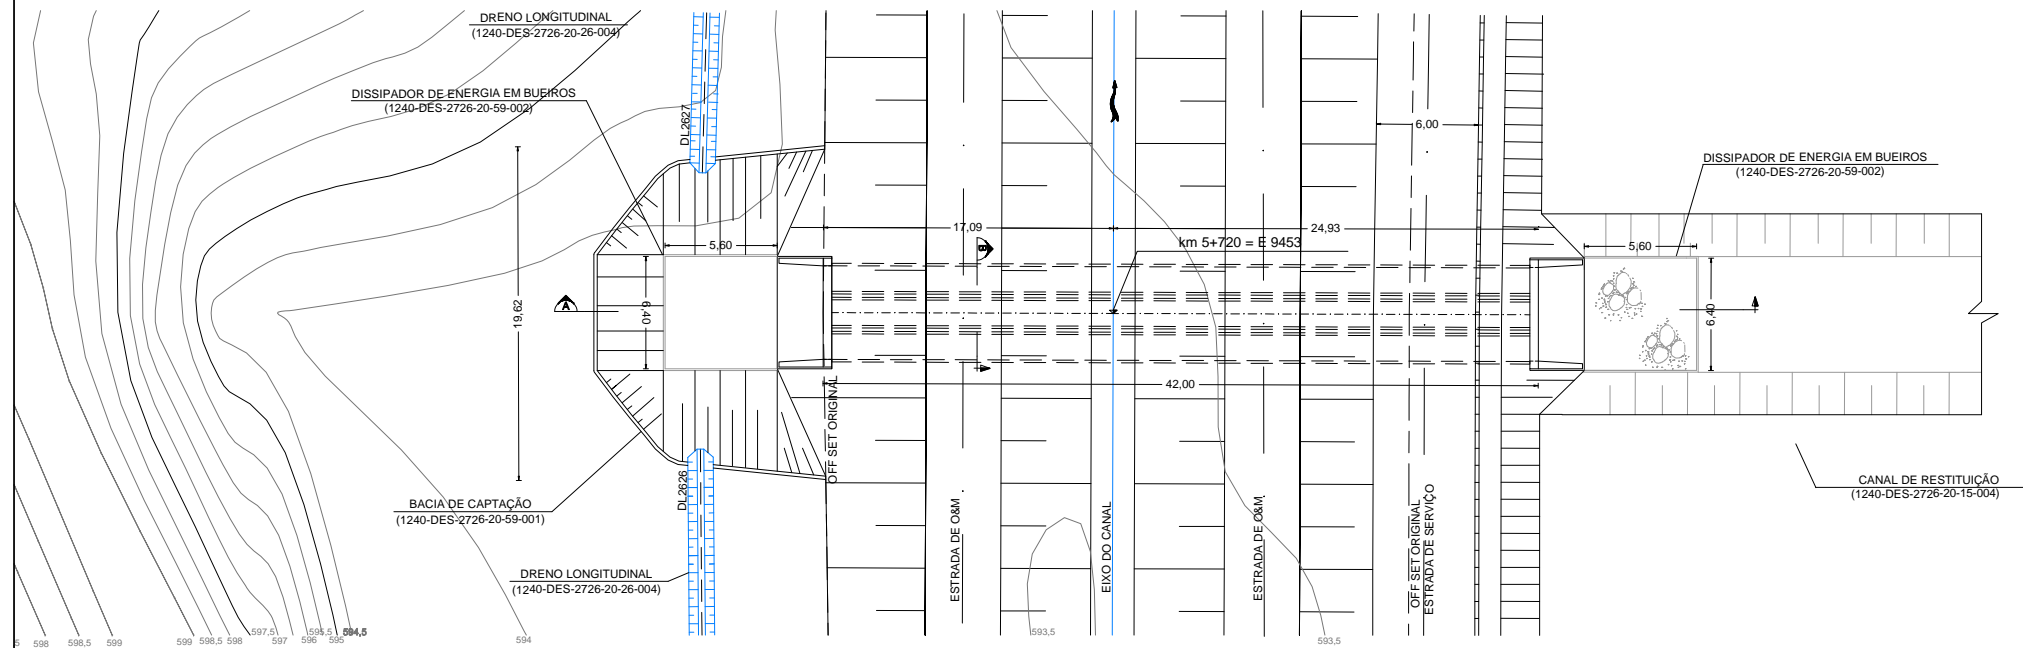 DRENO LONGITUDINAL
(1240-DES-2726-20-26-004)
DISSIPADOR DE ENERGIA EM BUEIROS
(1240-DES-2726-20-59-002)
DL2627
6,00
DISSIPADOR DE ENERGIA EM BUEIROS
(1240-DES-2726-20-59-002)
17,09
24,93
km 5+720 = E 9453
5,60
5,60
B
A
19,62
6,40
6,40
42,00
OFF SET ORIGINAL
BACIA DE CAPTAÇÃO
(1240-DES-2726-20-59-001)
DL2626
CANAL DE RESTITUIÇÃO
(1240-DES-2726-20-15-004)
ESTRADA DE O&M
EIXO DO CANAL
ESTRADA DE O&M
OFF SET ORIGINAL
ESTRADA DE SERVIÇO
DRENO LONGITUDINAL
(1240-DES-2726-20-26-004)
5
598
598,5
599
599
598,5
598
597,5
597
596
595,5
595
594,5
594
593,5
593,5